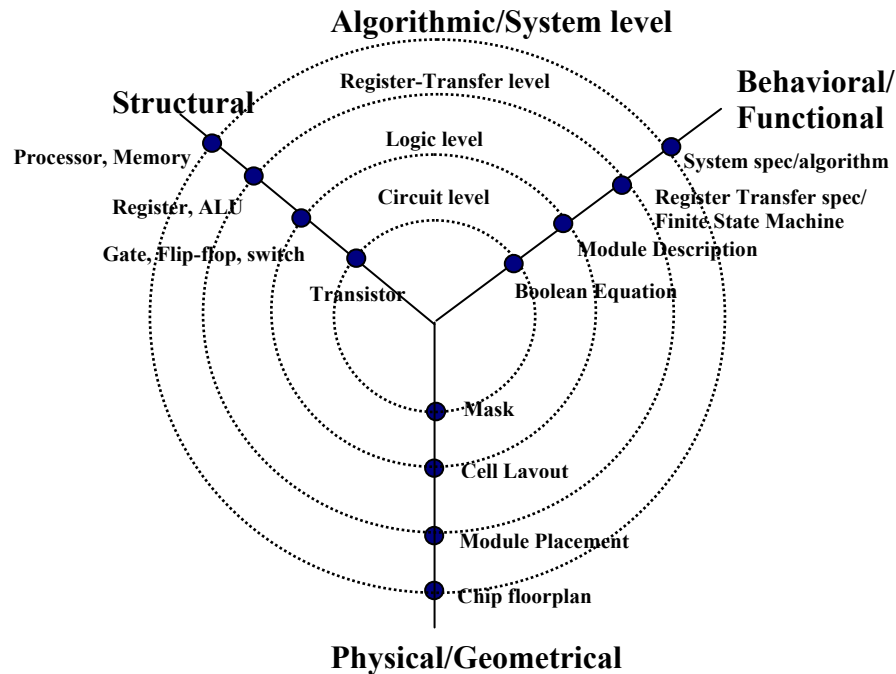 Algorithmic/System level
Register-Transfer level
Behavioral/
Functional
Structural
Logic level
Processor, Memory
System spec/algorithm
Circuit level
Register Transfer spec/
Finite State Machine
Register, ALU
Gate, Flip-flop, switch
Module Description
Transistor
Boolean Equation
Mask
Cell Lavout
Module Placement
Chip floorplan
Physical/Geometrical